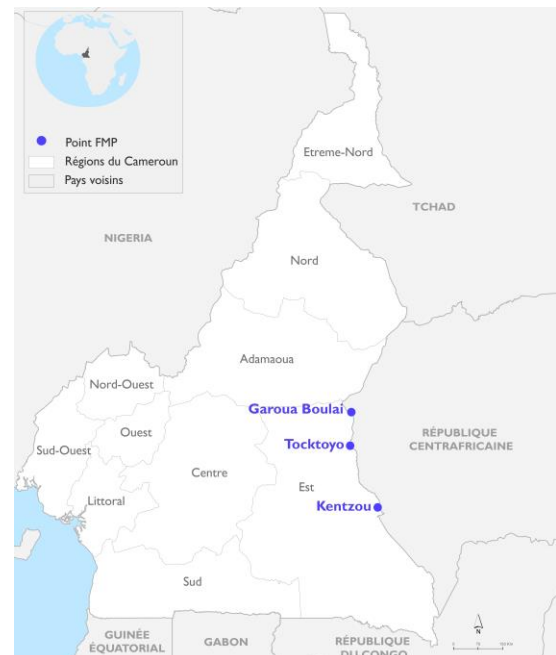 Point FMP
Régions du Cameroun
Pays voisins
Etreme-Nord
TCHAD
NIGERIA
Nord
Adamaoua
Nord-Ouest
Garoua Boulai
Ouest
RÉPUBLIQUE
CENTRAFRICAINE
Tocktoyo
Sud-Ouest
Centre
Est
Littoral
Kentzou
Sud
N
GUINÉE
ÉQUATORIAL
GABON
RÉPUBLIQUE
DU CONGO